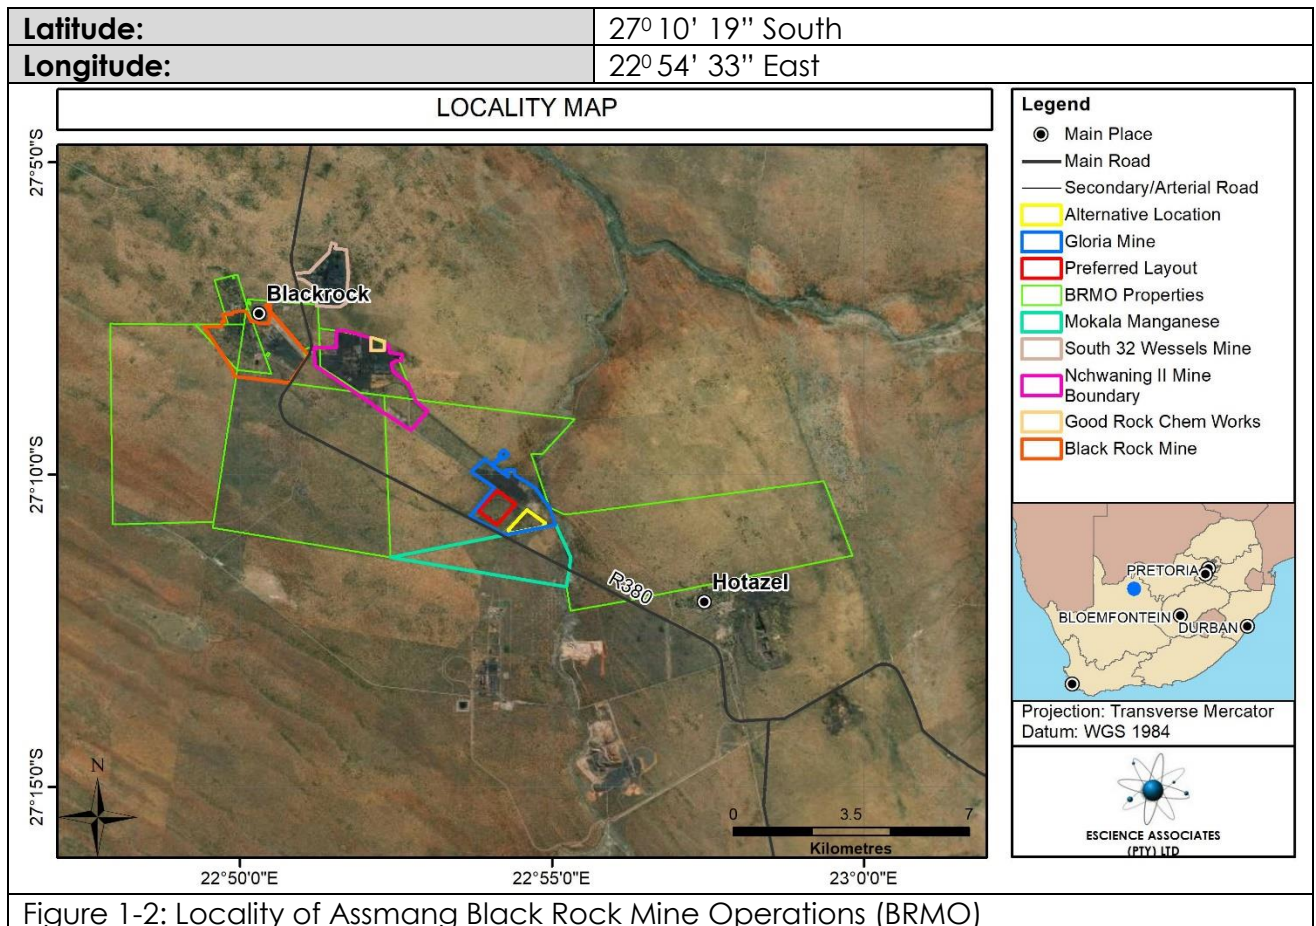 Latitude: 27⁰ 10’ 19” South
Longitude: 22⁰ 54’ 33” East
LOCALITY MAP
27°5'0"S
27°10'0"S
27°15'0"S
Blackrock
Hotazel
R380
N
0 3.5 7
Kilometres
22°50'0"E
22°55'0"E
23°0'0"E
Legend
Main Place
Main Road
Secondary/Arterial Road
Alternative Location
Gloria Mine
Preferred Layout
BRMO Properties
Mokala Manganese
South 32 Wessels Mine
Nchwaning II Mine
Boundary
Good Rock Chem Works
Black Rock Mine
PRETORIA
BLOEMFONTEIN
DURBAN
Projection: Transverse Mercator
Datum: WGS 1984
ESCIENCE ASSOCIATES
(PTY) LTD
Figure 1-2: Locality of Assmang Black Rock Mine Operations (BRMO)